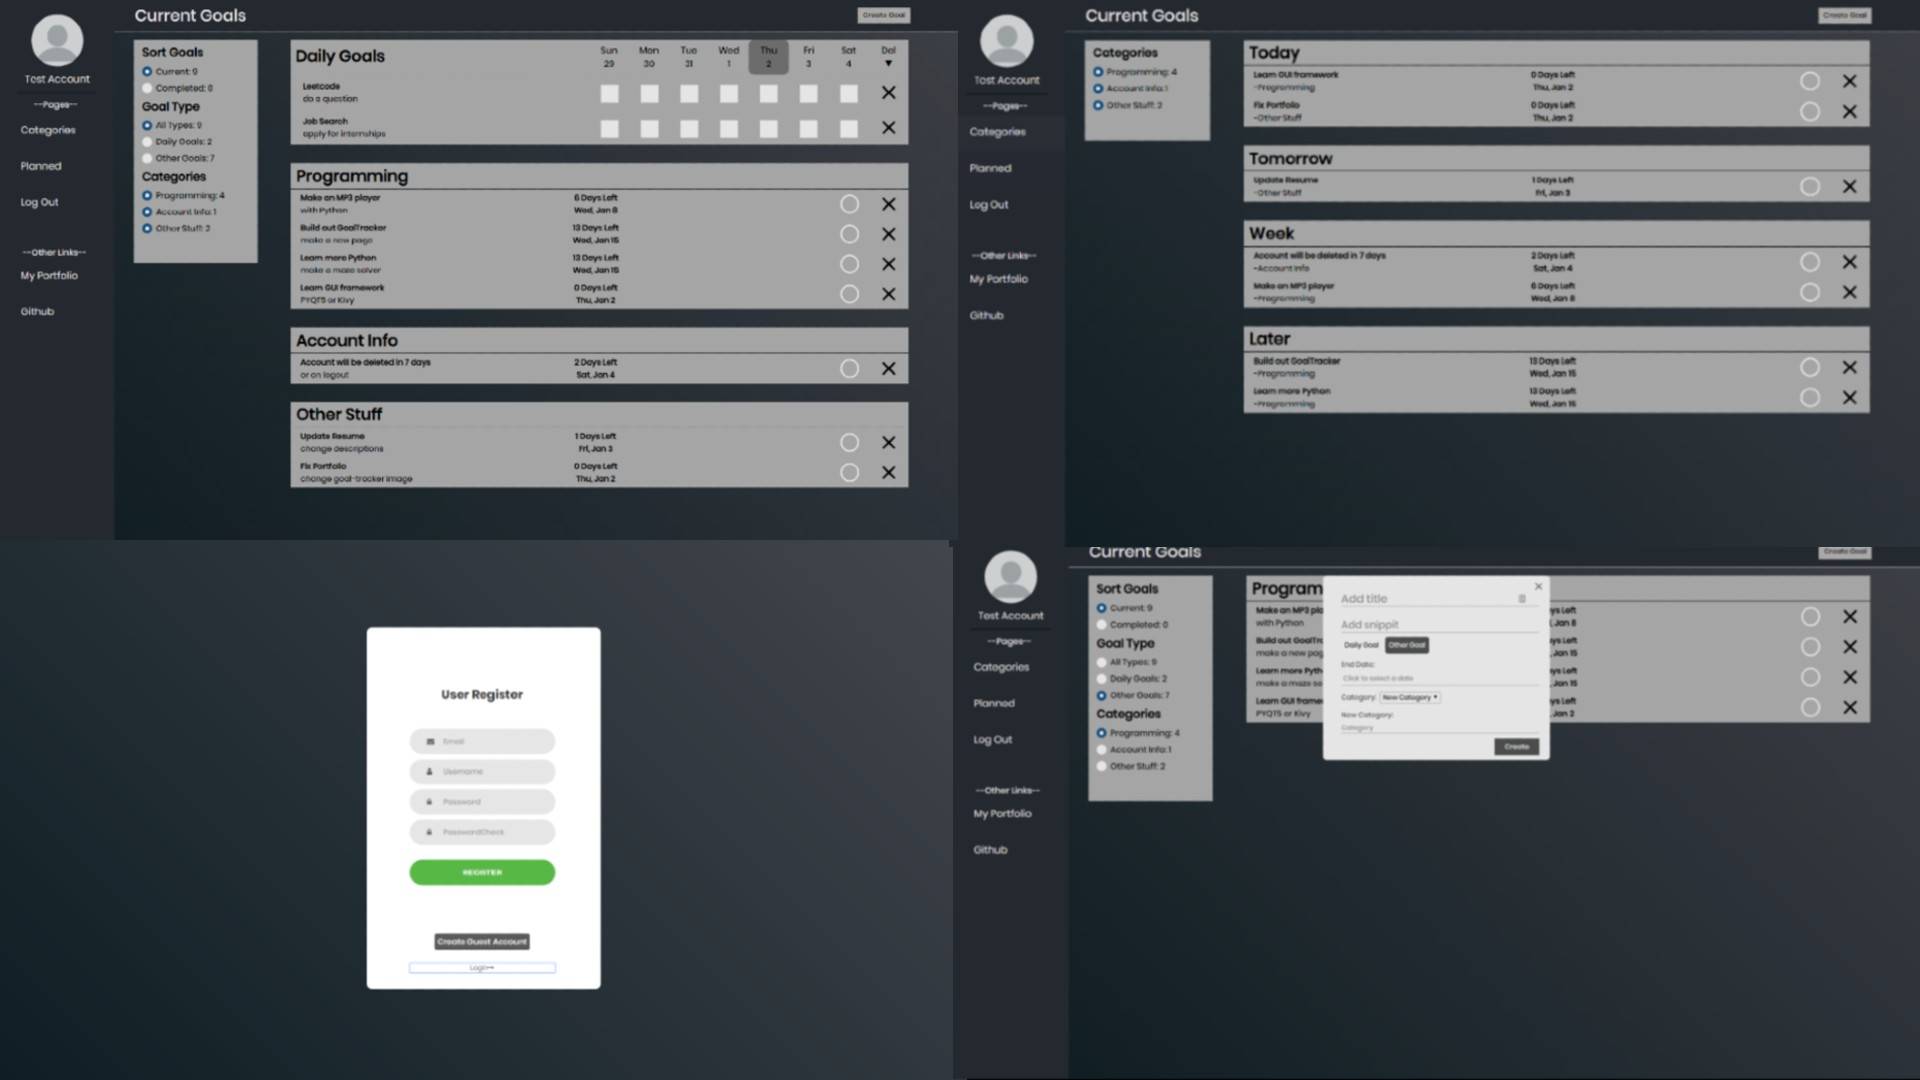 Test Account
--Pages--
Categories
Planned
Log Out
--Other Links--
My Portfolio
Github
Current Goals
Create Goal
Sort Goals
Current: 9
Completed: 0
Goal Type
All Types: 9
Daily Goals: 2
Other Goals: 7
Categories
Programming: 4
Account Info: 1
Other Stuff: 2
Daily Goals Sun Mon Tue Wed Thu Fri Sat Del
29 30 31 1 2 3 4 ▼
Leetcode
do a question
Job Search
apply for internships
Programming
Make an MP3 player 6 Days Left
with Python Wed, Jan 8
Build out GoalTracker 13 Days Left
make a new page Wed, Jan 15
Learn more Python 13 Days Left
make a maze solver Wed, Jan 15
Learn GUI framework 0 Days Left
PYQT5 or Kivy Thu, Jan 2
Account Info
Account will be deleted in 7 days 2 Days Left
or on logout Sat, Jan 4
Other Stuff
Update Resume 1 Days Left
change descriptions Fri, Jan 3
Fix Portfolio 0 Days Left
change goal-tracker image Thu, Jan 2
Test Account
--Pages--
Categories
Planned
Log Out
--Other Links--
My Portfolio
Github
Current Goals
Create Goal
Categories
Programming: 4
Account Info: 1
Other Stuff: 2
Today
Learn GUI framework 0 Days Left
-Programming Thu, Jan 2
Fix Portfolio 0 Days Left
-Other Stuff Thu, Jan 2
Tomorrow
Update Resume 1 Days Left
-Other Stuff Fri, Jan 3
Week
Account will be deleted in 7 days 2 Days Left
-Account Info Sat, Jan 4
Make an MP3 player 6 Days Left
-Programming Wed, Jan 8
Later
Build out GoalTracker 13 Days Left
-Programming Wed, Jan 15
Learn more Python 13 Days Left
-Programming Wed, Jan 15
User Register
Email
Username
Password
PasswordCheck
REGISTER
Create Guest Account
Login→
Test Account
--Pages--
Categories
Planned
Log Out
--Other Links--
My Portfolio
Github
Current Goals
Create Goal
Sort Goals
Current: 9
Completed: 0
Goal Type
All Types: 9
Daily Goals: 2
Other Goals: 7
Categories
Programming: 4
Account Info: 1
Other Stuff: 2
Program
Make an MP3 pla ys Left
with Python , Jan 8
Build out GoalTr ys Left
make a new pag , Jan 15
Learn more Pyth ys Left
make a maze so , Jan 15
Learn GUI frame ys Left
PYQT5 or Kivy , Jan 2
Add title
Add snippit
Daily Goal Other Goal
End Date:
Click to select a date
Category: New Category ▾
New Category:
Category
Create